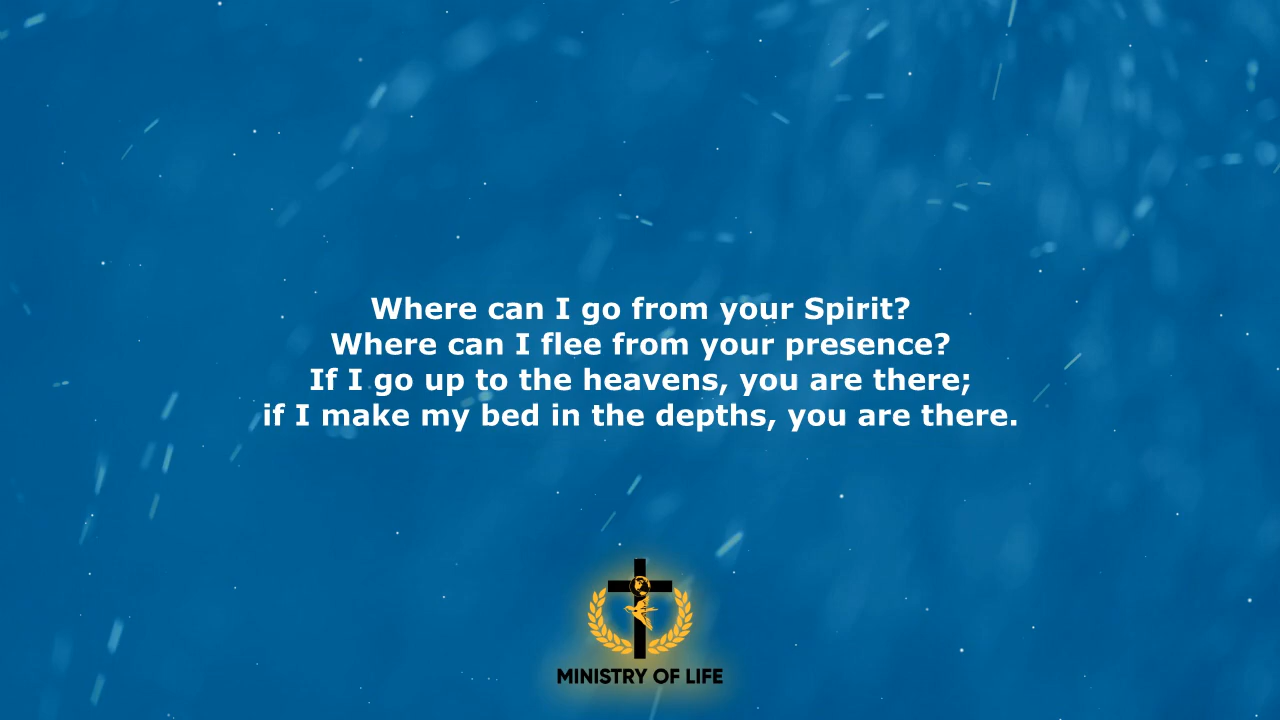 Where can I go from your Spirit?
Where can I flee from your presence?
If I go up to the heavens, you are there;
if I make my bed in the depths, you are there.
MINISTRY OF LIFE